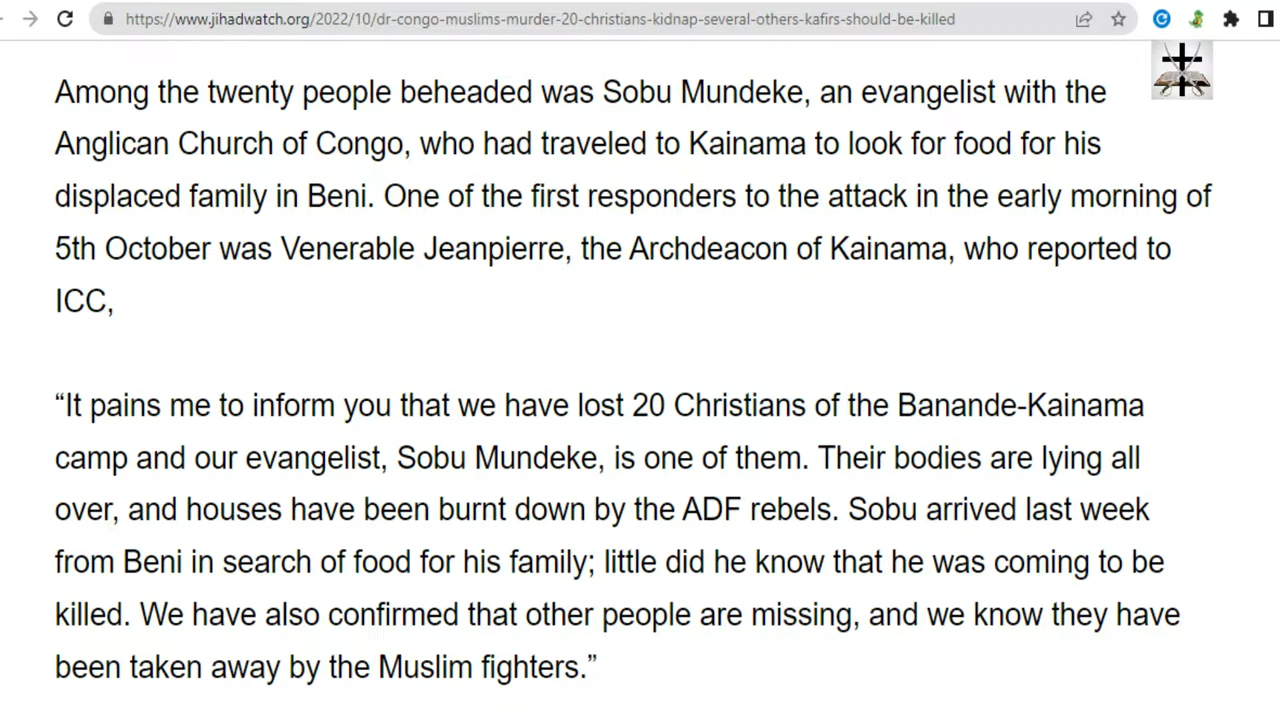 https://www.jihadwatch.org/2022/10/dr-congo-muslims-murder-20-christians-kidnap-several-others-kafirs-should-be-killed
Among the twenty people beheaded was Sobu Mundeke, an evangelist with the
Anglican Church of Congo, who had traveled to Kainama to look for food for his
displaced family in Beni. One of the first responders to the attack in the early morning of
5th October was Venerable Jeanpierre, the Archdeacon of Kainama, who reported to
ICC,
“It pains me to inform you that we have lost 20 Christians of the Banande-Kainama
camp and our evangelist, Sobu Mundeke, is one of them. Their bodies are lying all
over, and houses have been burnt down by the ADF rebels. Sobu arrived last week
from Beni in search of food for his family; little did he know that he was coming to be
killed. We have also confirmed that other people are missing, and we know they have
been taken away by the Muslim fighters.”